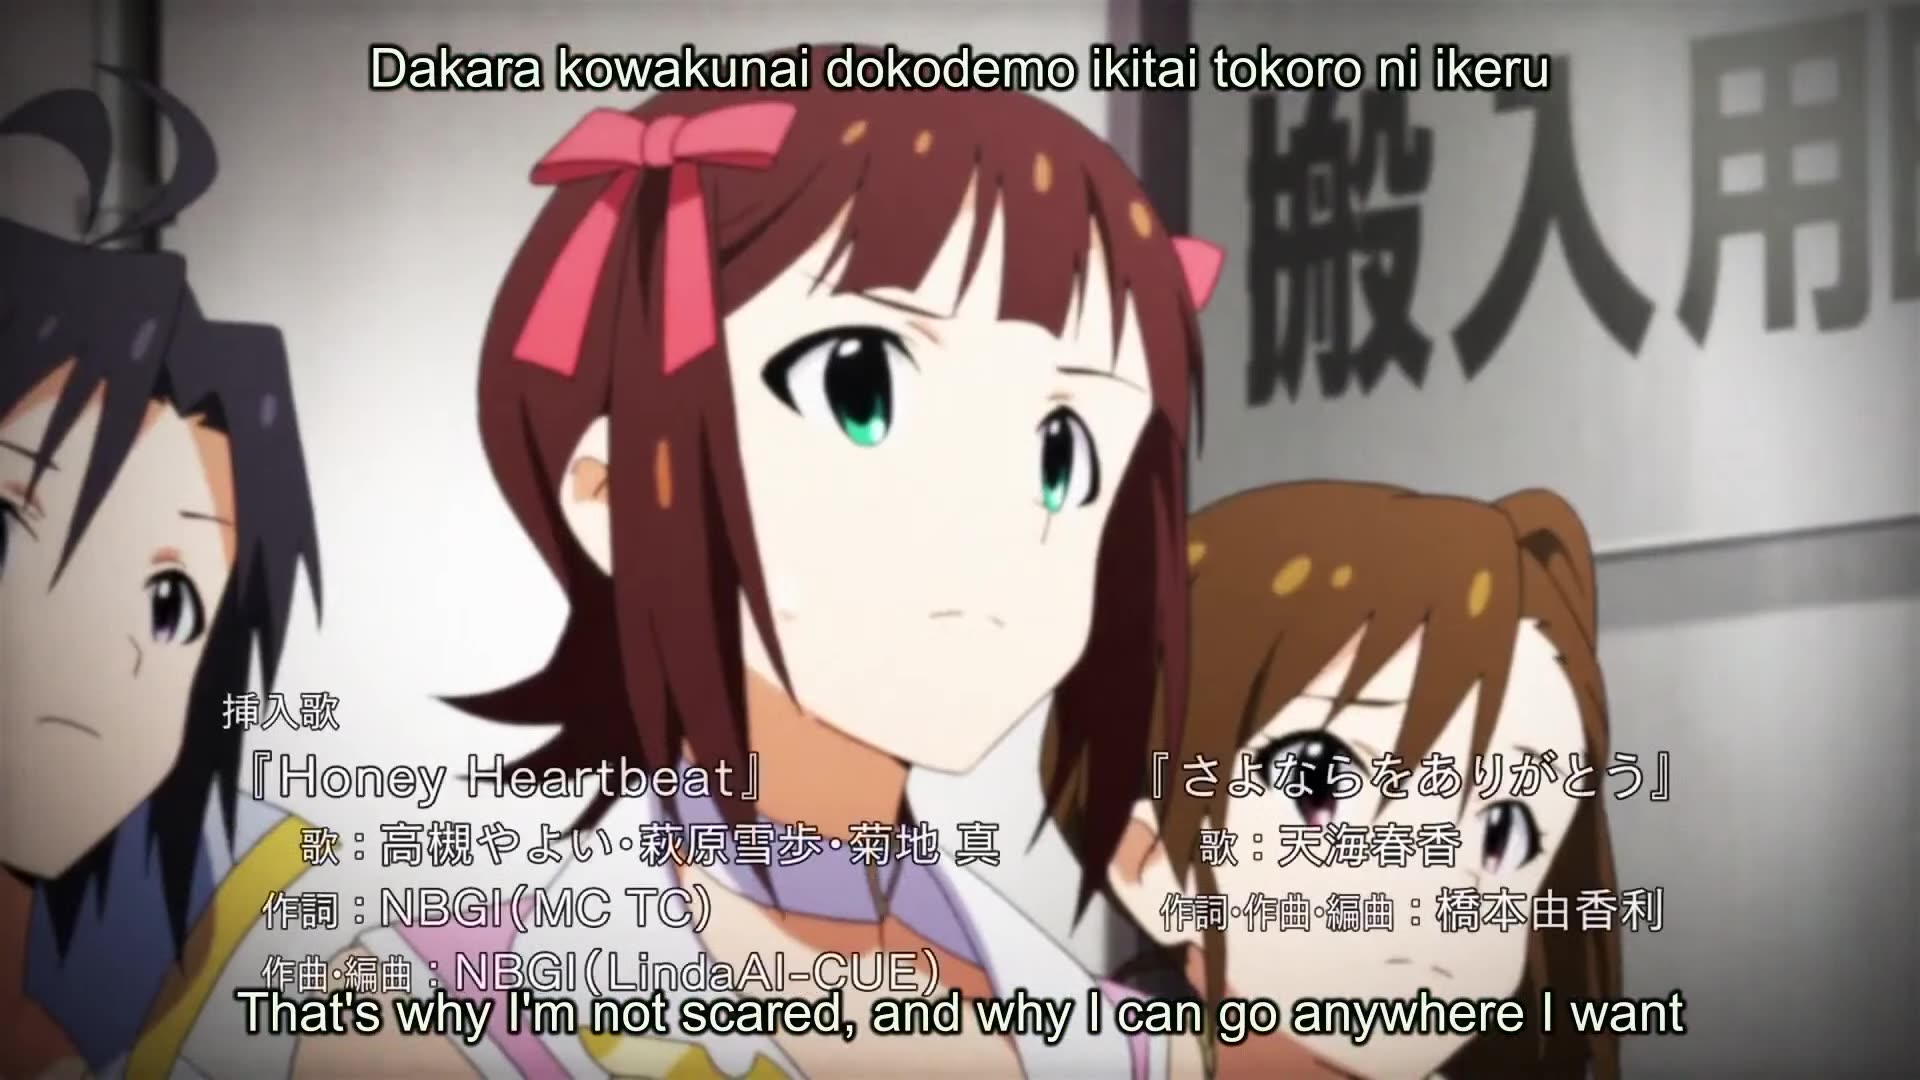 Dakara kowakunai dokodemo ikitai tokoro ni ikeru
搬入用
挿入歌
『Honey Heartbeat』
歌：高槻やよい・萩原雪歩・菊地 真
作詞：NBGI（MC TC）
作曲・編曲：NBGI（LindaAI-CUE）
『さよならをありがとう』
歌：天海春香
作詞・作曲・編曲：橋本由香利
That's why I'm not scared, and why I can go anywhere I want